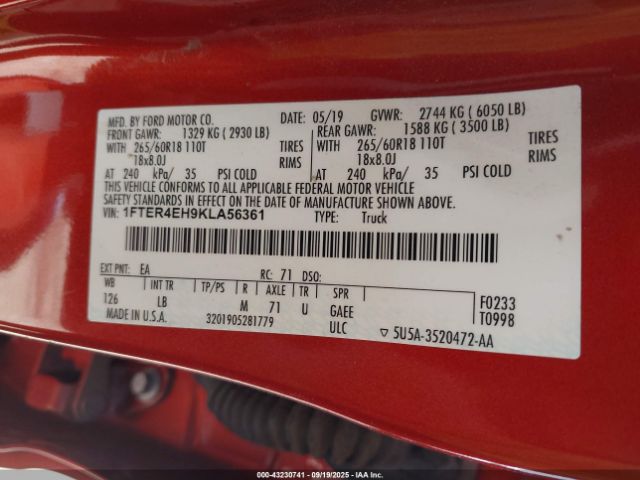 MFD. BY FORD MOTOR CO. DATE: 05/19 GVWR: 2744 KG ( 6050 LB)
FRONT GAWR: 1329 KG ( 2930 LB) REAR GAWR: 1588 KG ( 3500 LB)
WITH 265/60R18 110T TIRES WITH 265/60R18 110T TIRES
18x8.0J RIMS 18x8.0J RIMS
AT 240 kPa/ 35 PSI COLD AT 240 kPa/ 35 PSI COLD
THIS VEHICLE CONFORMS TO ALL APPLICABLE FEDERAL MOTOR VEHICLE
SAFETY STANDARDS IN EFFECT ON THE DATE OF MANUFACTURE SHOWN ABOVE.
VIN: 1FTER4EH9KLA56361 TYPE: Truck
EXT PNT: EA RC: 71 DSO:
WB INT TR TP/PS R AXLE TR SPR F0233
126 LB M 71 U GAEE T0998
MADE IN U.S.A. 3201905281779 ULC ▽ 5U5A-3520472-AA
000-43230741 - 09/19/2025 - IAA Inc.